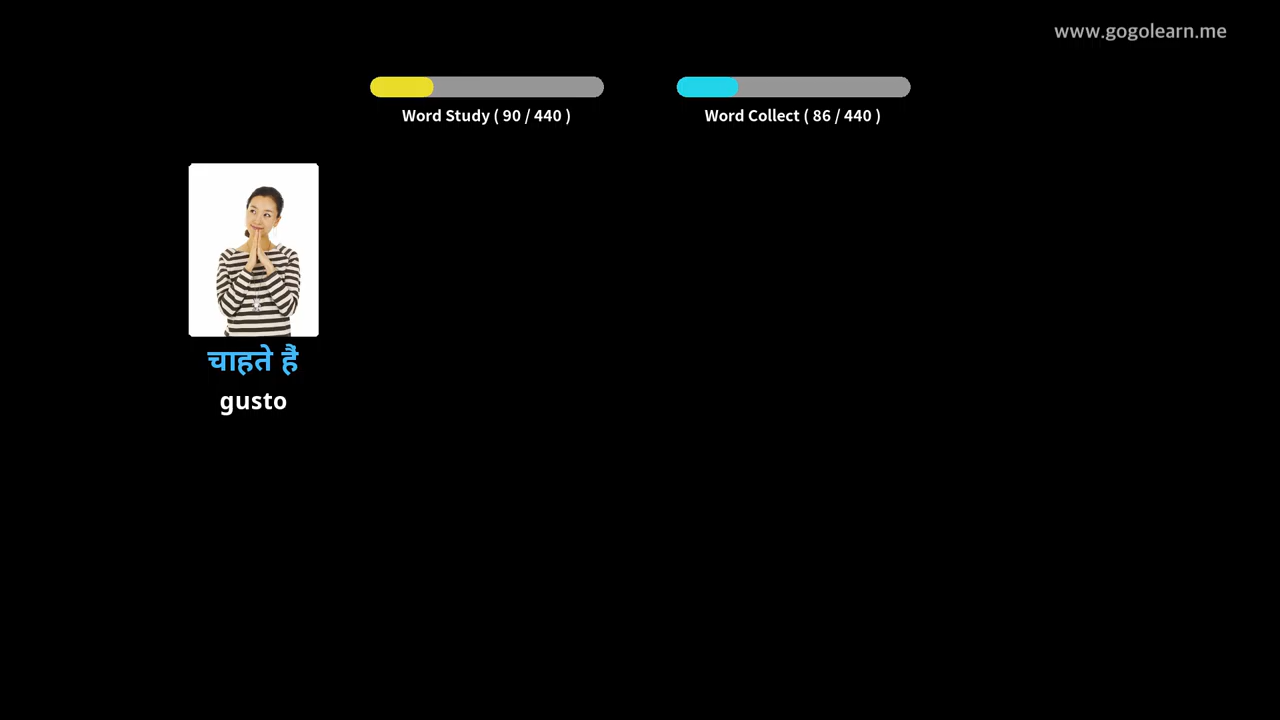 www.gogolearn.me
Word Study ( 90 / 440 )
Word Collect ( 86 / 440 )
चाहते हैं
gusto